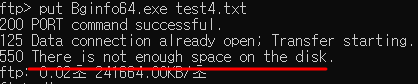 ftp> put Bginfo64.exe test4.txt
200 PORT command successful.
125 Data connection already open; Transfer starting.
550 There is not enough space on the disk.
ftp: 0.02초 241664.00KB/초